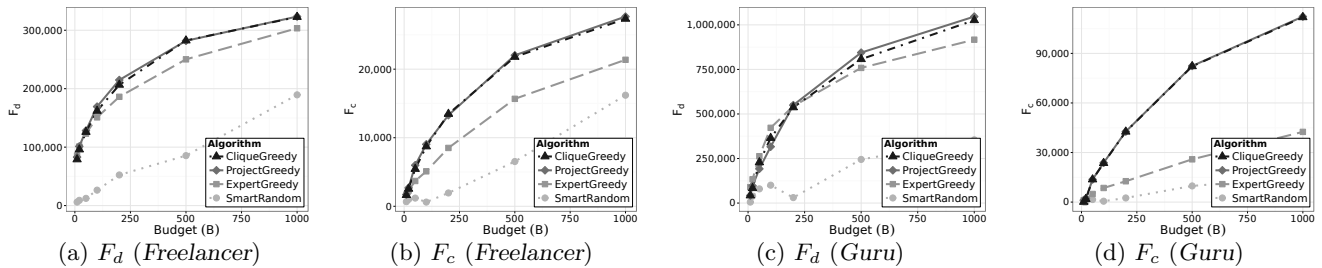 F_d
300,000
200,000
100,000
0
0
250
500
750
1000
Budget (B)
Algorithm
CliqueGreedy
ProjectGreedy
ExpertGreedy
SmartRandom
(a) F_d (Freelancer)
F_c
20,000
10,000
0
0
250
500
750
1000
Budget (B)
Algorithm
CliqueGreedy
ProjectGreedy
ExpertGreedy
SmartRandom
(b) F_c (Freelancer)
F_d
1,000,000
750,000
500,000
250,000
0
0
250
500
750
1000
Budget (B)
Algorithm
CliqueGreedy
ProjectGreedy
ExpertGreedy
SmartRandom
(c) F_d (Guru)
F_c
90,000
60,000
30,000
0
0
250
500
750
1000
Budget (B)
Algorithm
CliqueGreedy
ProjectGreedy
ExpertGreedy
SmartRandom
(d) F_c (Guru)